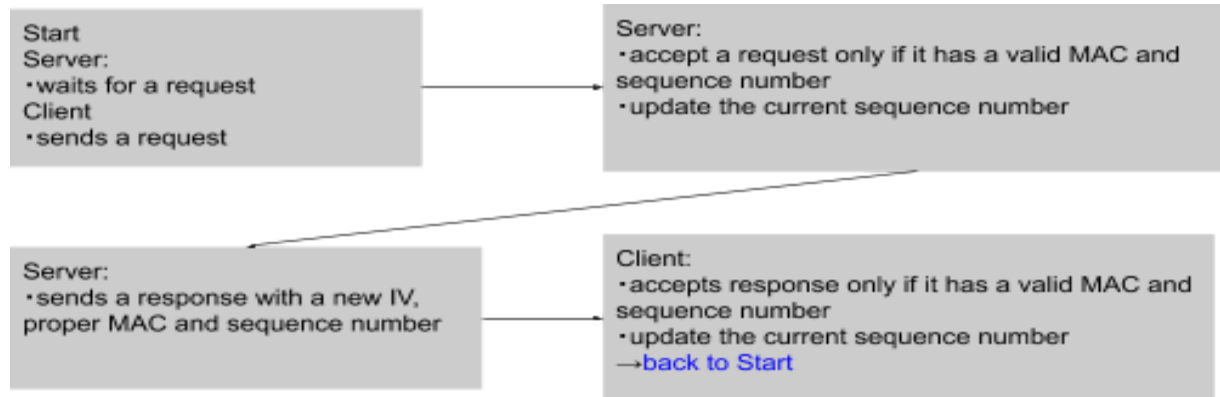 Start
Server:
・waits for a request
Client
・sends a request
Server:
・accept a request only if it has a valid MAC and
sequence number
・update the current sequence number
Server:
・sends a response with a new IV,
proper MAC and sequence number
Client:
・accepts response only if it has a valid MAC and
sequence number
・update the current sequence number
→back to Start